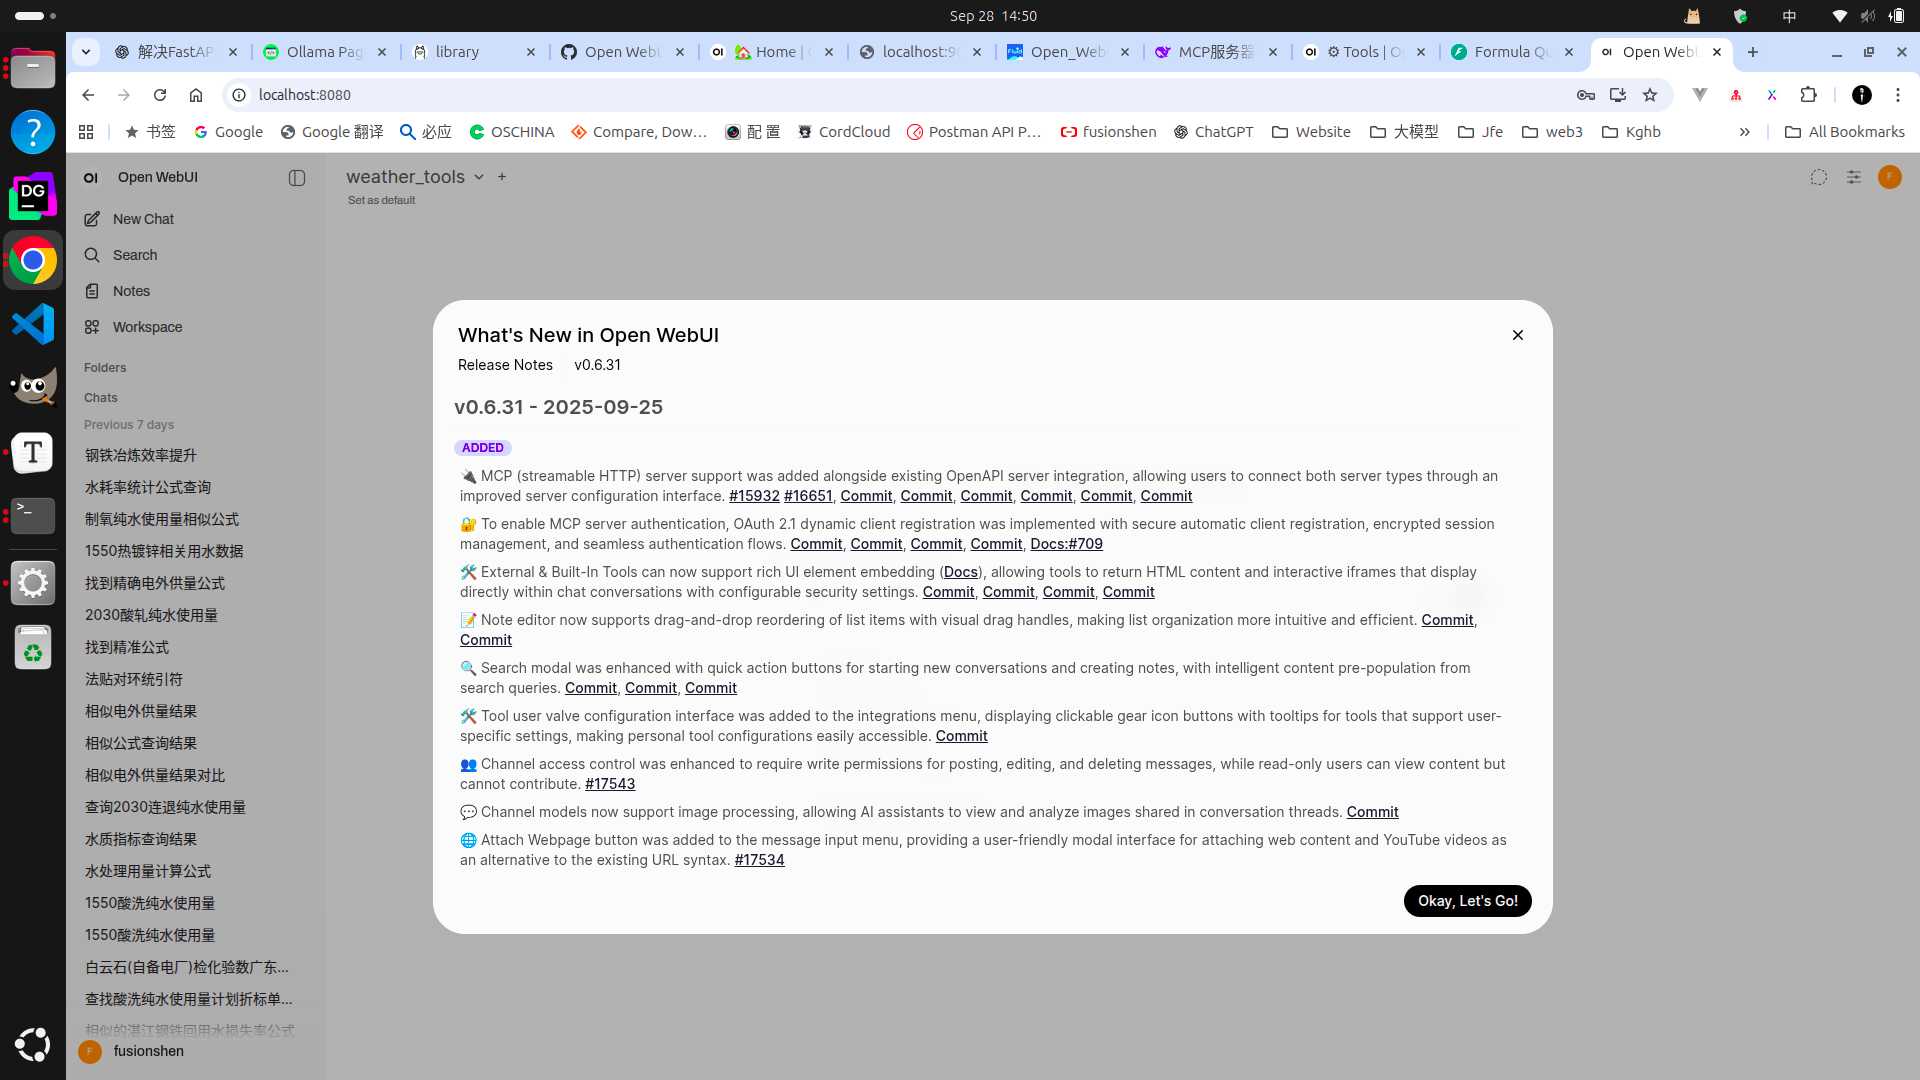 Sep 28 14:50
中
解决FastAP
Ollama Pag
library
Open WebU
🏡 Home |
localhost:9
Open_Web
MCP服务器
⚙ Tools | O
Formula Qu
Open WebU
localhost:8080
书签
Google
Google 翻译
必应
OSCHINA
Compare, Dow...
配 置
CordCloud
Postman API P...
fusionshen
ChatGPT
Website
大模型
Jfe
web3
Kghb
»
All Bookmarks
OI Open WebUI
New Chat
Search
Notes
Workspace
Folders
Chats
Previous 7 days
钢铁冶炼效率提升
水耗率统计公式查询
制氧纯水使用量相似公式
1550热镀锌相关用水数据
找到精确电外供量公式
2030酸轧纯水使用量
找到精准公式
法贴对环统引符
相似电外供量结果
相似公式查询结果
相似电外供量结果对比
查询2030连退纯水使用量
水质指标查询结果
水处理用量计算公式
1550酸洗纯水使用量
1550酸洗纯水使用量
白云石(自备电厂)检化验数广东...
查找酸洗纯水使用量计划折标单...
相似的湛江钢铁回用水损失率公式
F fusionshen
weather_tools
Set as default
F
What's New in Open WebUI
Release Notes v0.6.31
v0.6.31 - 2025-09-25
ADDED
🔌 MCP (streamable HTTP) server support was added alongside existing OpenAPI server integration, allowing users to connect both server types through an
improved server configuration interface. #15932 #16651, Commit, Commit, Commit, Commit, Commit, Commit
🔐 To enable MCP server authentication, OAuth 2.1 dynamic client registration was implemented with secure automatic client registration, encrypted session
management, and seamless authentication flows. Commit, Commit, Commit, Commit, Docs:#709
🛠️ External & Built-In Tools can now support rich UI element embedding (Docs), allowing tools to return HTML content and interactive iframes that display
directly within chat conversations with configurable security settings. Commit, Commit, Commit, Commit
📝 Note editor now supports drag-and-drop reordering of list items with visual drag handles, making list organization more intuitive and efficient. Commit,
Commit
🔍 Search modal was enhanced with quick action buttons for starting new conversations and creating notes, with intelligent content pre-population from
search queries. Commit, Commit, Commit
🛠️ Tool user valve configuration interface was added to the integrations menu, displaying clickable gear icon buttons with tooltips for tools that support user-
specific settings, making personal tool configurations easily accessible. Commit
👥 Channel access control was enhanced to require write permissions for posting, editing, and deleting messages, while read-only users can view content but
cannot contribute. #17543
💬 Channel models now support image processing, allowing AI assistants to view and analyze images shared in conversation threads. Commit
🌐 Attach Webpage button was added to the message input menu, providing a user-friendly modal interface for attaching web content and YouTube videos as
an alternative to the existing URL syntax. #17534
Okay, Let's Go!